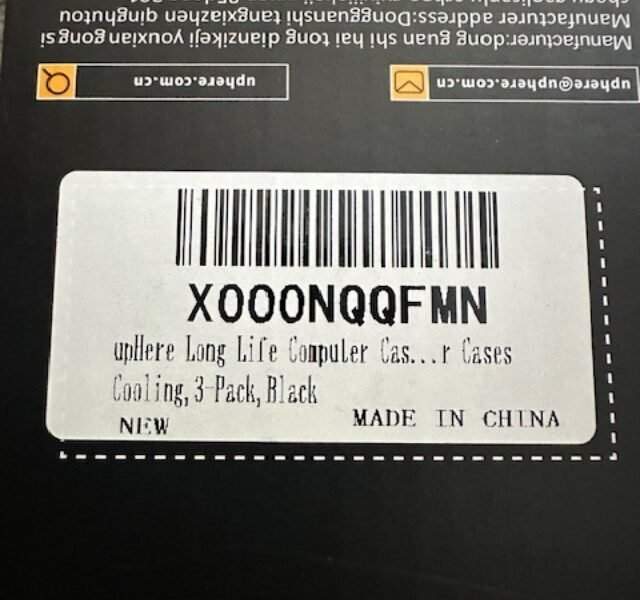 uphere@uphere.com.cn
uphere.com.cn
Manufacturer:dong guan shi hai tong dianzikeji youxian gong si
Manufacturer address:Dongguanshi tangxiazhen qinghutou
X000NQQFMN
upHere Long Life Computer Cas...r Cases
Cooling, 3-Pack, Black
NEW
MADE IN CHINA